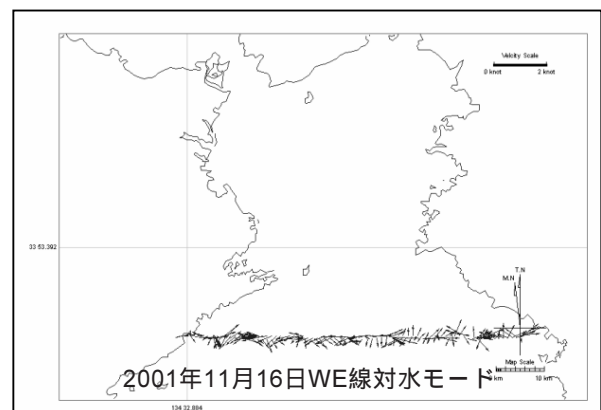 Velocity Scale
0 knot 2 knot
33 53.392
T.N
M.N
Map Scale
0 km 10 km
2001年11月16日WE線対水モード
134 32.884